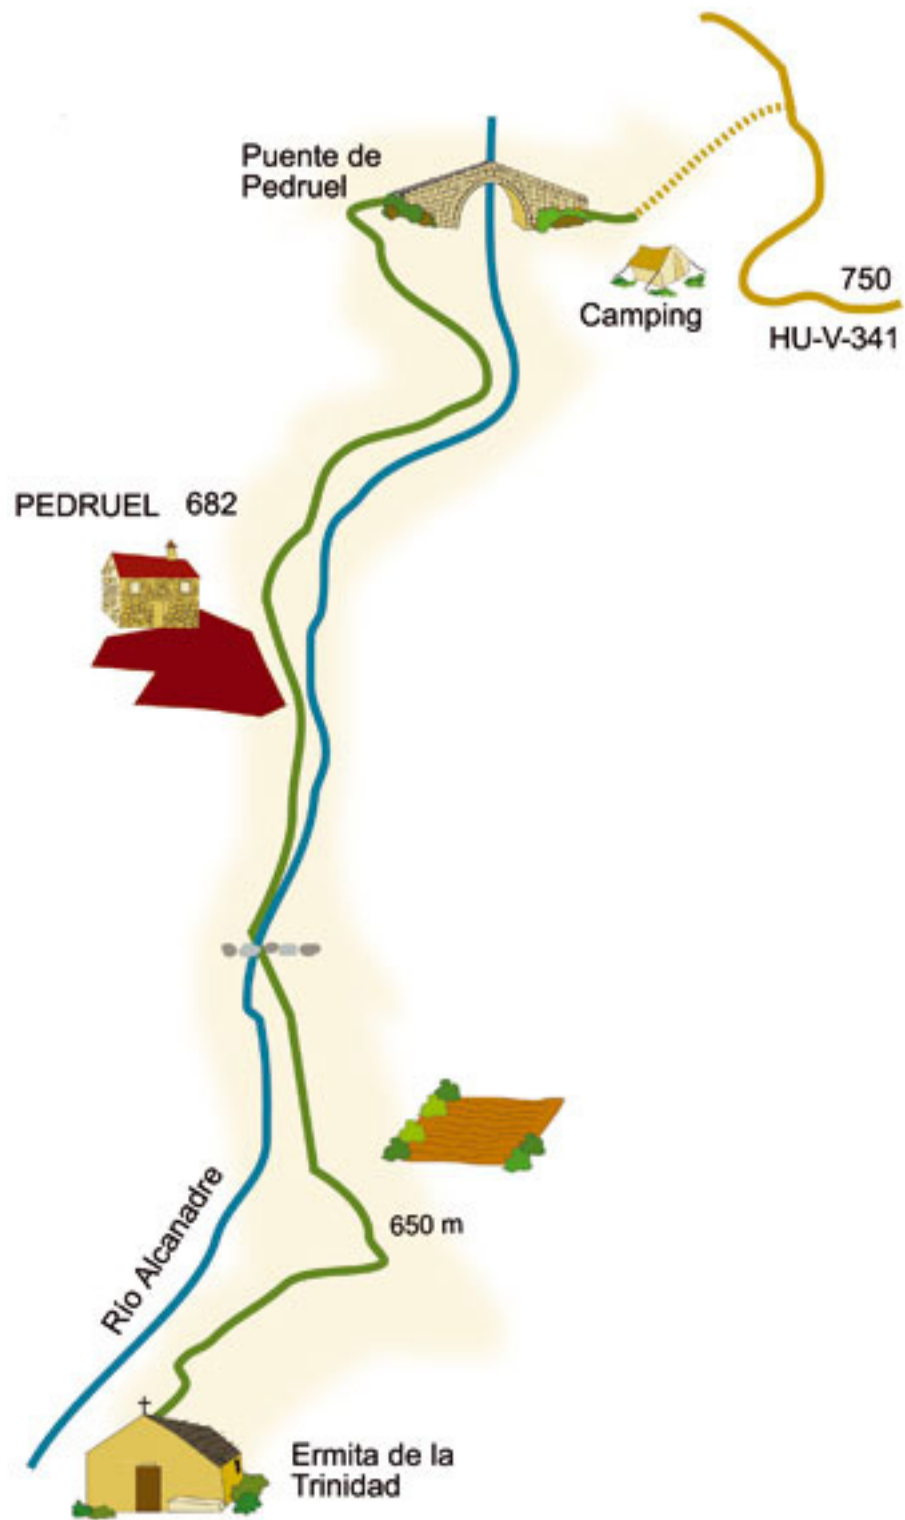 Puente de
Pedruel
750
Camping
HU-V-341
PEDRUEL 682
650 m
Río Alcanadre
Ermita de la
Trinidad